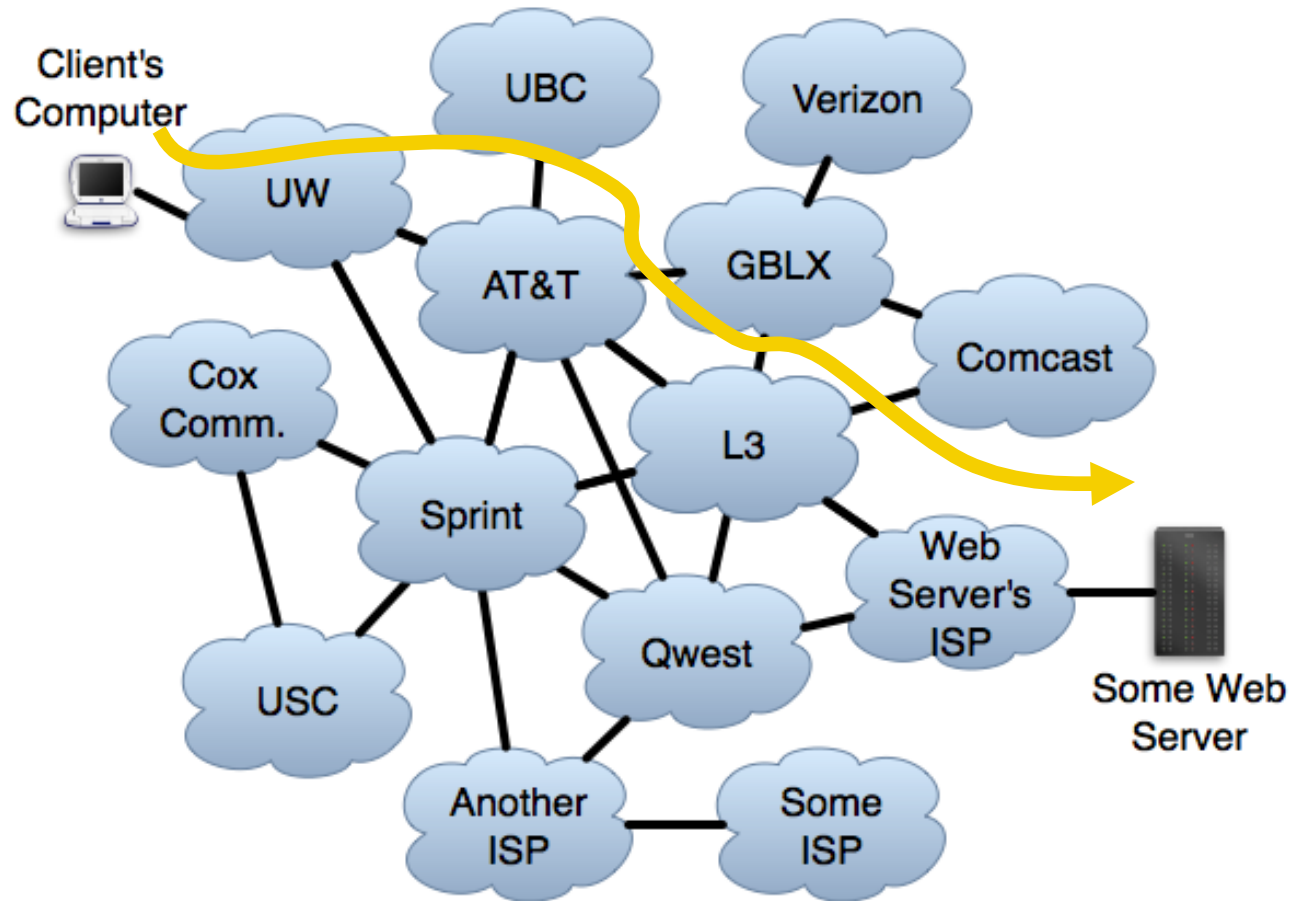 Client's
Computer
UBC
Verizon
UW
GBLX
AT&T
Comcast
Cox
Comm.
L3
Sprint
Web
Server's
ISP
Qwest
USC
Some Web
Server
Another
ISP
Some
ISP